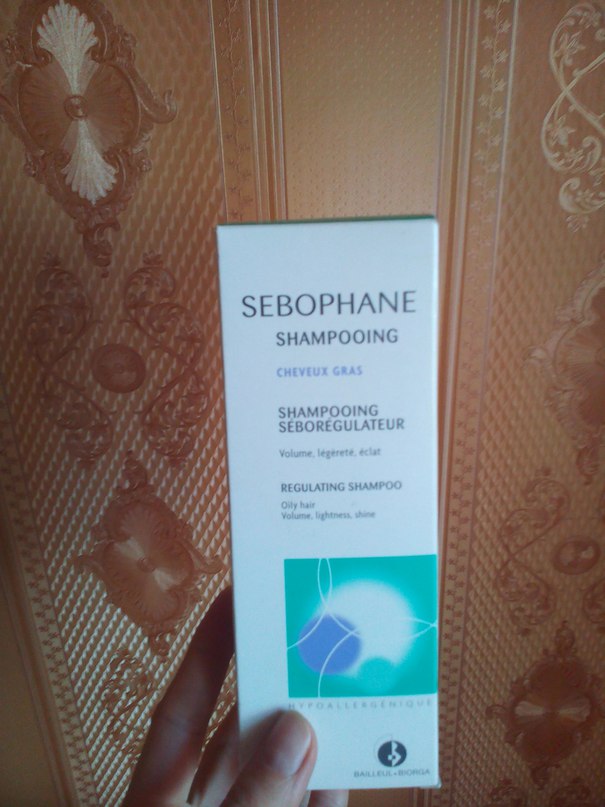 SEBOPHANE
SHAMPOOING
CHEVEUX GRAS
SHAMPOOING
SÉBORÉGULATEUR
Volume, légèreté, éclat
REGULATING SHAMPOO
Oily hair
Volume, lightness, shine
HYPOALLERGÉNIQUE
BAILLEUL•BIORGA